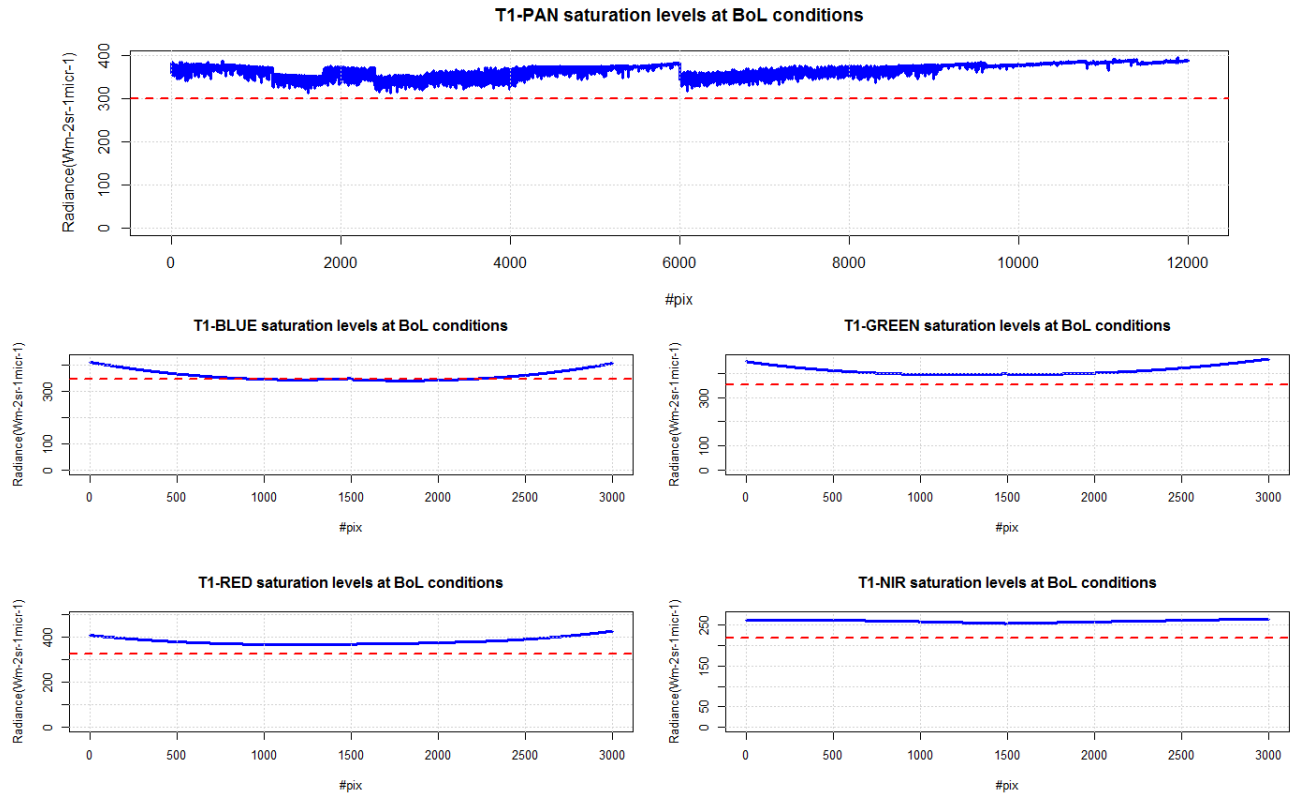 T1-PAN saturation levels at BoL conditions
Radiance(Wm-2sr-1micr-1)
400
300
200
100
0
0 2000 4000 6000 8000 10000 12000
#pix
T1-BLUE saturation levels at BoL conditions
Radiance(Wm-2sr-1micr-1)
300
100
0
0 500 1000 1500 2000 2500 3000
#pix
T1-GREEN saturation levels at BoL conditions
Radiance(Wm-2sr-1micr-1)
300
100
0
0 500 1000 1500 2000 2500 3000
#pix
T1-RED saturation levels at BoL conditions
Radiance(Wm-2sr-1micr-1)
400
200
0
0 500 1000 1500 2000 2500 3000
#pix
T1-NIR saturation levels at BoL conditions
Radiance(Wm-2sr-1micr-1)
250
150
50
0
0 500 1000 1500 2000 2500 3000
#pix